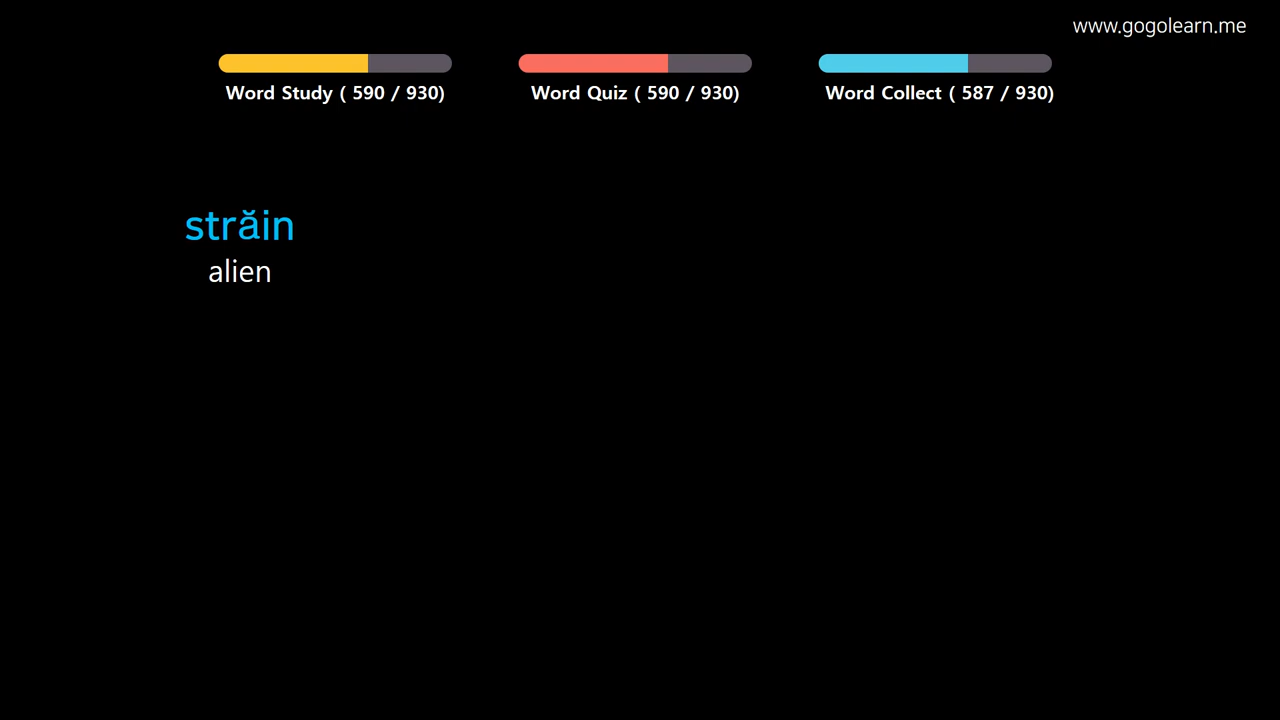 www.gogolearn.me
Word Study ( 590 / 930)
Word Quiz ( 590 / 930)
Word Collect ( 587 / 930)
străin
alien